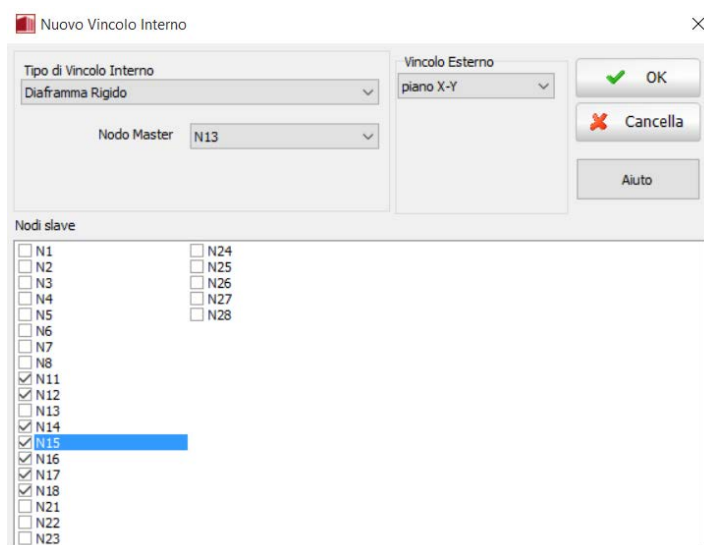 Nuovo Vincolo Interno
Tipo di Vincolo Interno
Diaframma Rigido
Nodo Master N13
Vincolo Esterno
piano X-Y
OK
Cancella
Aiuto
Nodi slave
N1
N2
N3
N4
N5
N6
N7
N8
N11
N12
N13
N14
N15
N16
N17
N18
N21
N22
N23
N24
N25
N26
N27
N28